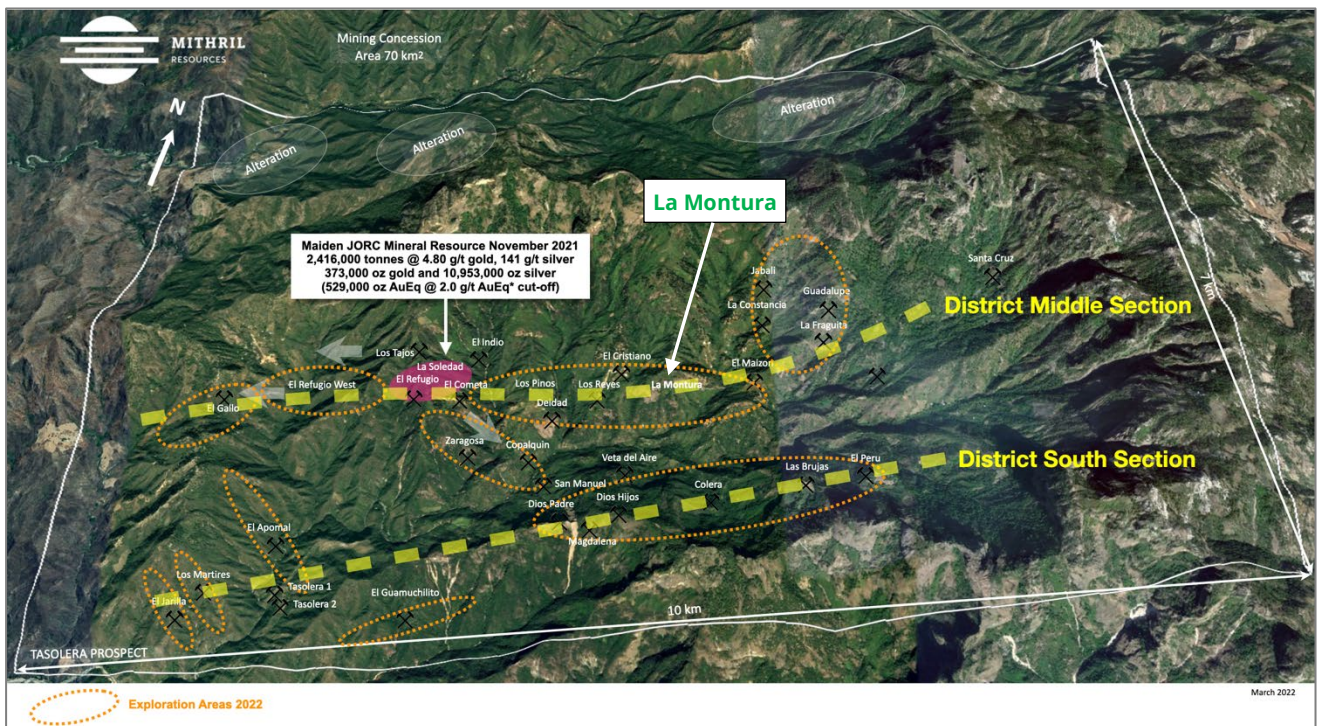 MITHRIL
RESOURCES
Mining Concession
Area 70 km²
N
Alteration
Alteration
Alteration
7 km
La Montura
Maiden JORC Mineral Resource November 2021
2,416,000 tonnes @ 4.80 g/t gold, 141 g/t silver
373,000 oz gold and 10,953,000 oz silver
(529,000 oz AuEq @ 2.0 g/t AuEq* cut-off)
Santa Cruz
Jabali
Guadalupe
La Constancia
La Fraguita
District Middle Section
El Indio
Los Tajos
La Soledad
El Cristiano
El Maizon
El Refugio West
El Refugio
El Cometa
Los Pinos
Los Reyes
La Montura
El Gallo
Deidad
Zaragosa
Copalquin
Veta del Aire
El Peru
District South Section
Las Brujas
San Manuel
Colera
Dios Padre
Dios Hijos
Magdalena
El Apomal
Los Martires
El Jarilla
Tasolera 1
Tasolera 2
El Guamuchilito
10 km
TASOLERA PROSPECT
Exploration Areas 2022
March 2022